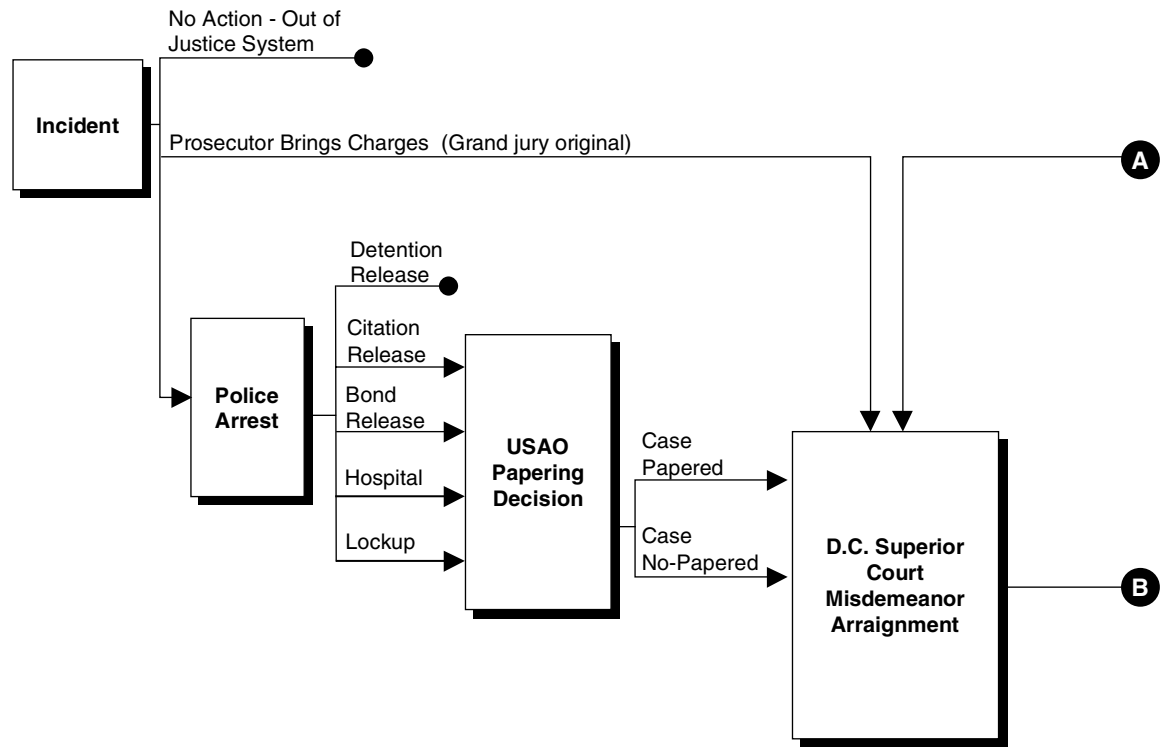 No Action - Out of
Justice System
Incident
Prosecutor Brings Charges (Grand jury original)
A
Detention
Release
Citation
Release
Bond
Release
Hospital
Lockup
Police
Arrest
USAO
Papering
Decision
Case
Papered
Case
No-Papered
D.C. Superior
Court
Misdemeanor
Arraignment
B